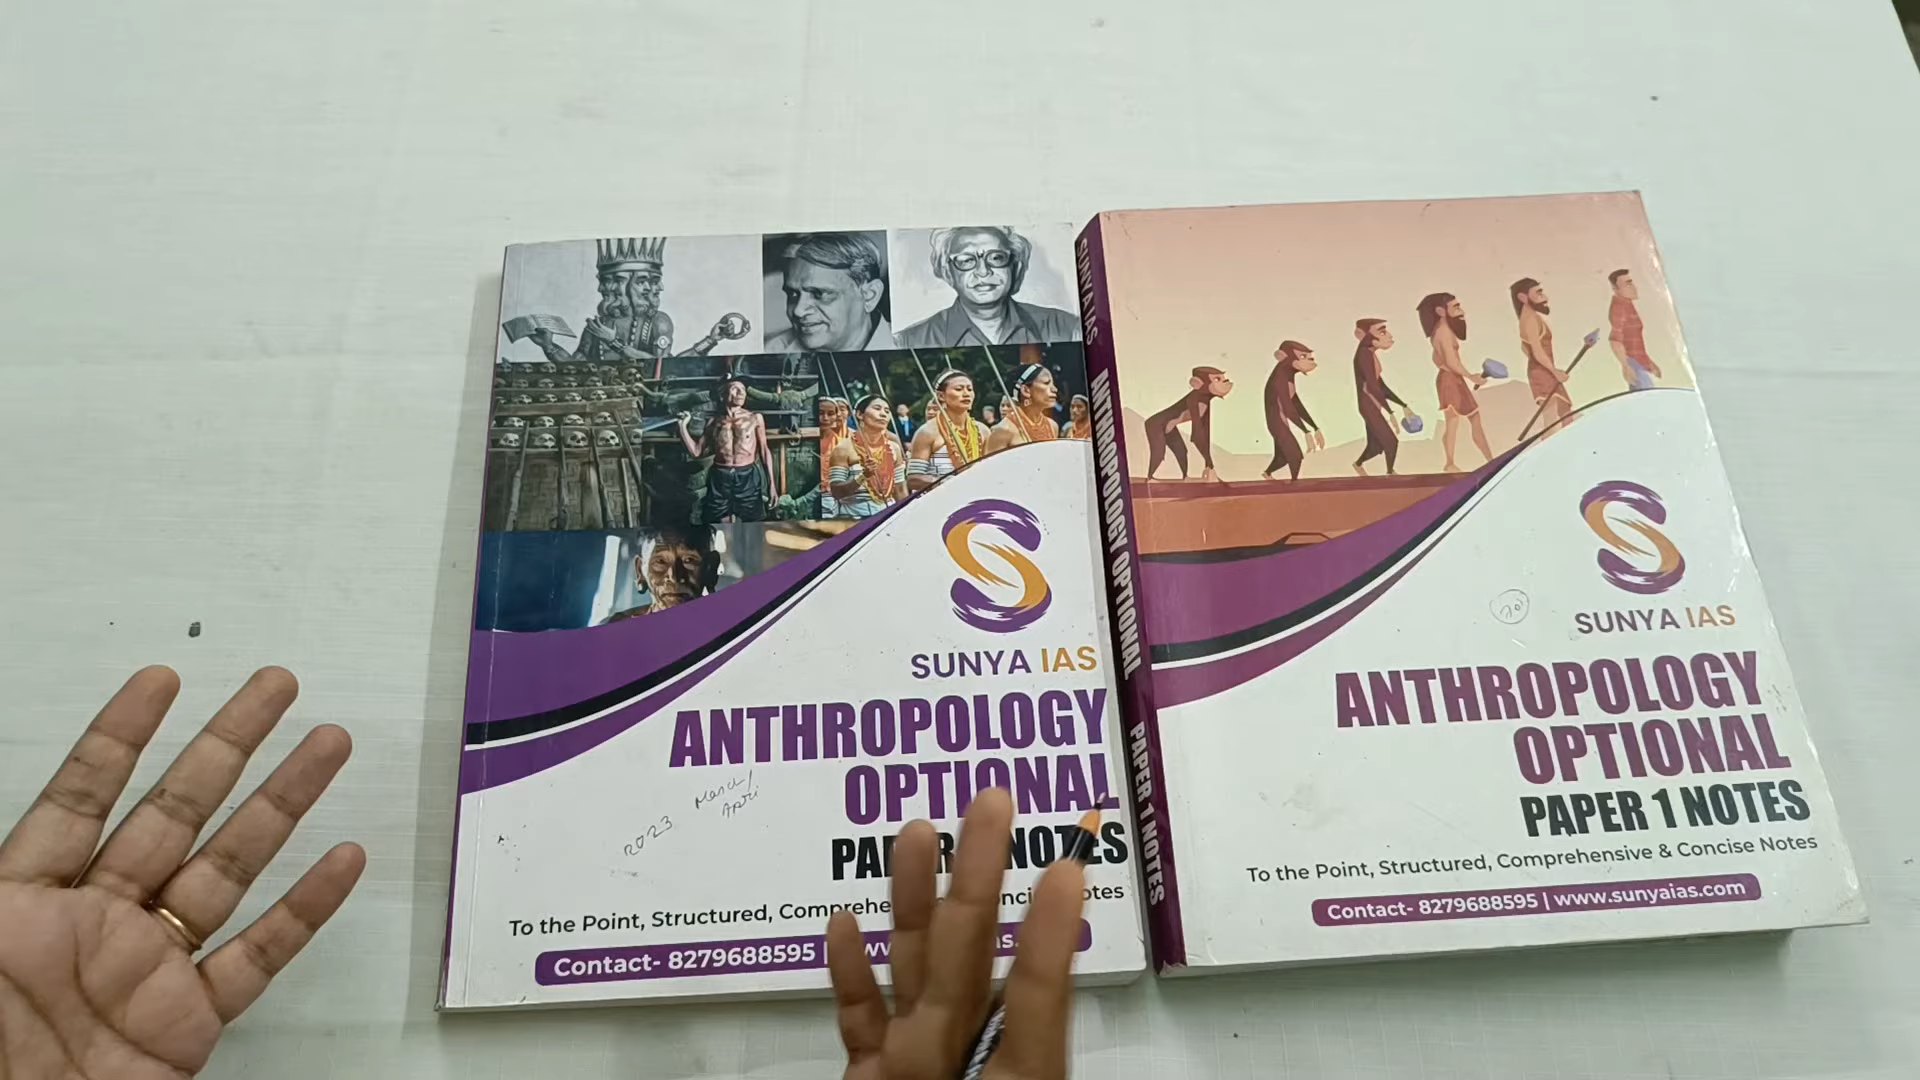 SUNYA IAS
ANTHROPOLOGY
OPTIONAL
NOTES
2023
March/
April
To the Point, Structured,
Contact- 8279688595 |
SUNYA IAS ANTHROPOLOGY OPTIONAL PAPER 1 NOTES
SUNYA IAS
ANTHROPOLOGY
OPTIONAL
PAPER 1 NOTES
To the Point, Structured, Comprehensive & Concise Notes
Contact- 8279688595 | www.sunyaias.com